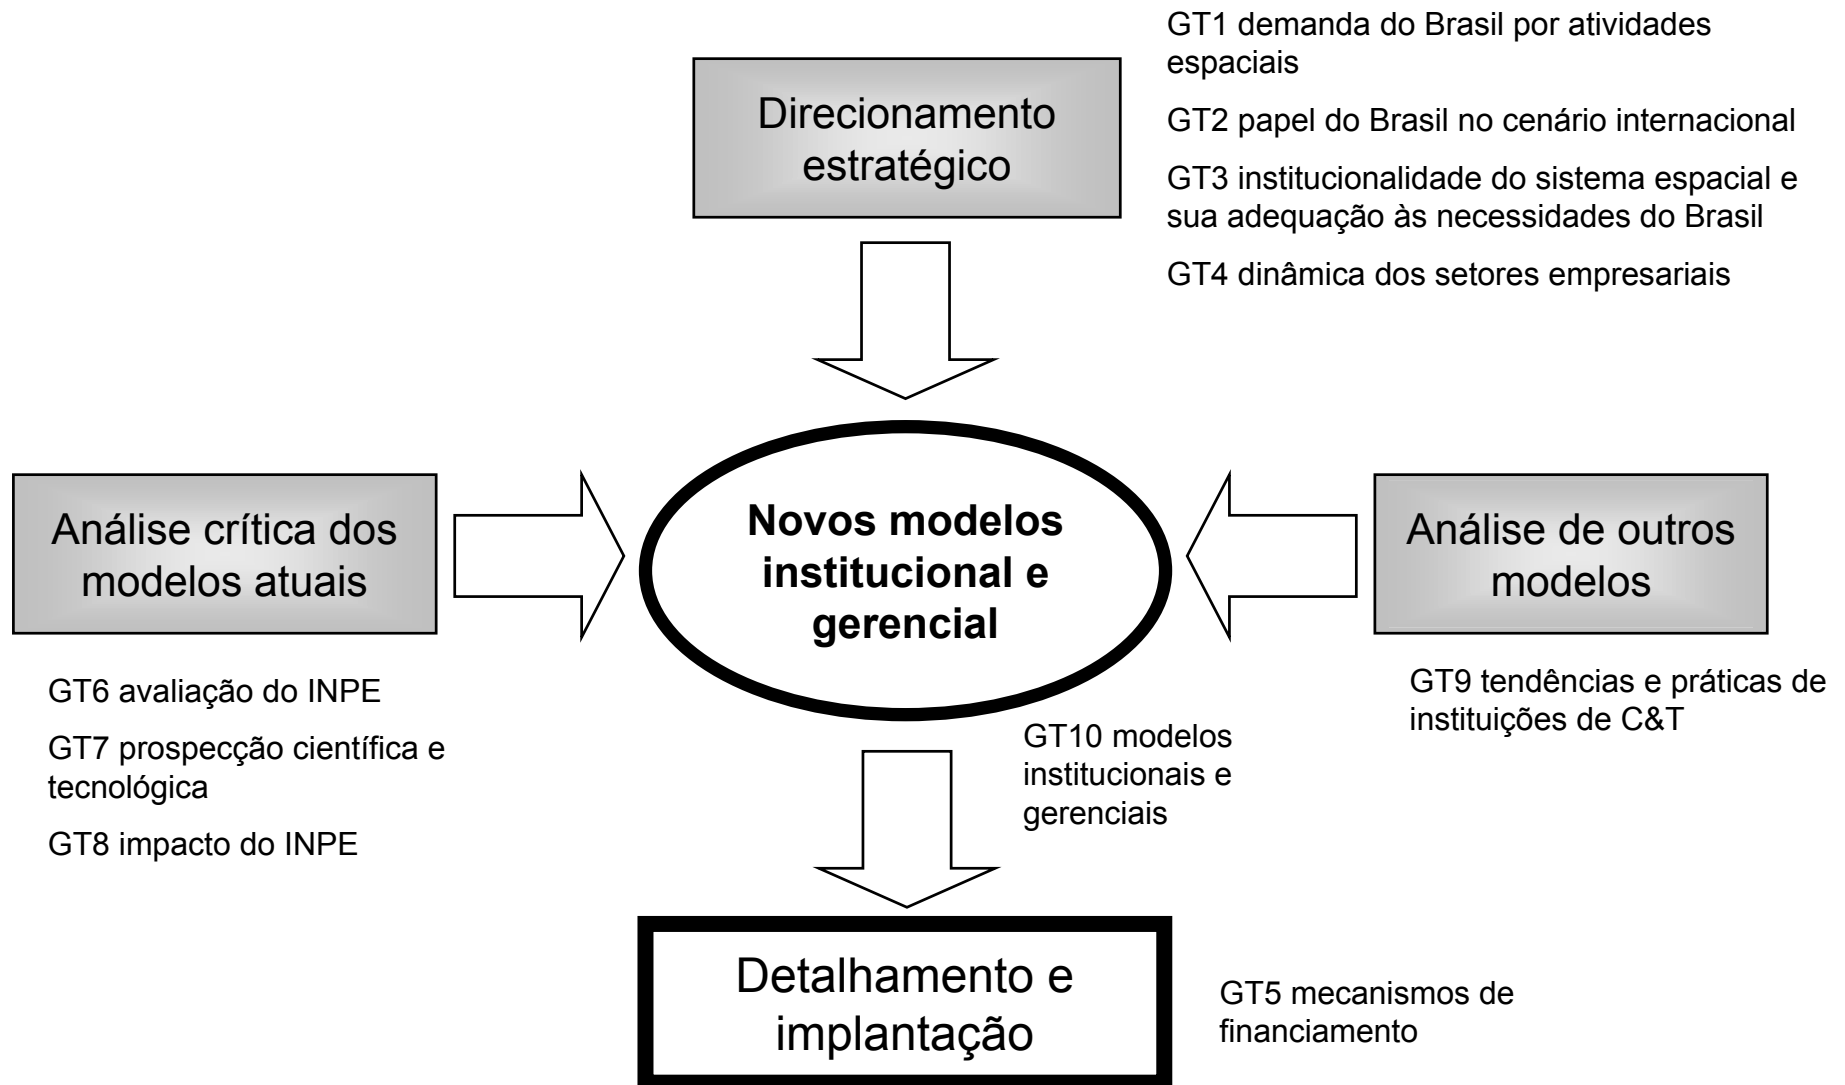 GT1 demanda do Brasil por atividades
espaciais
GT2 papel do Brasil no cenário internacional
GT3 institucionalidade do sistema espacial e
sua adequação às necessidades do Brasil
GT4 dinâmica dos setores empresariais
Direcionamento
estratégico
Análise crítica dos
modelos atuais
Novos modelos
institucional e
gerencial
Análise de outros
modelos
GT6 avaliação do INPE
GT7 prospecção científica e
tecnológica
GT8 impacto do INPE
GT9 tendências e práticas de
instituições de C&T
GT10 modelos
institucionais e
gerenciais
Detalhamento e
implantação
GT5 mecanismos de
financiamento